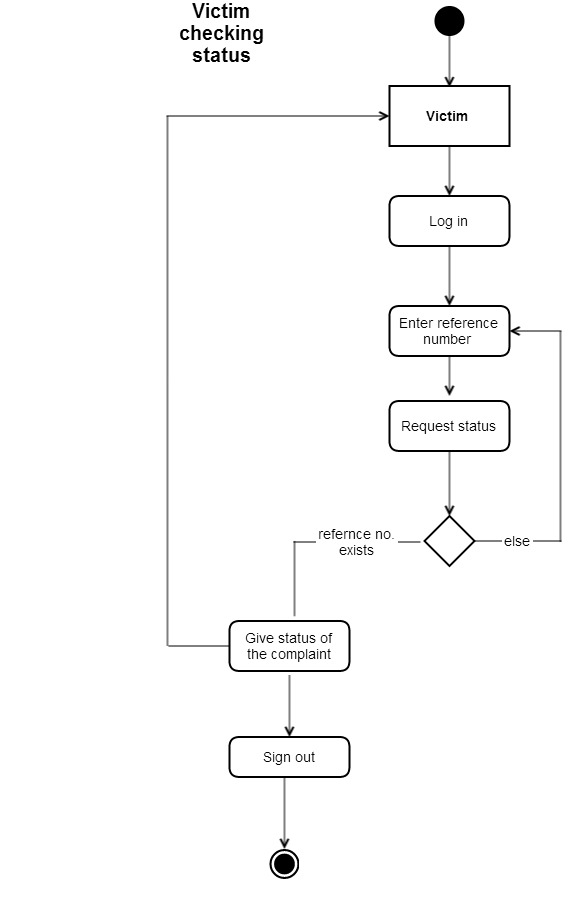 Victim
checking
status
Victim
Log in
Enter reference
number
Request status
refernce no.
exists
else
Give status of
the complaint
Sign out